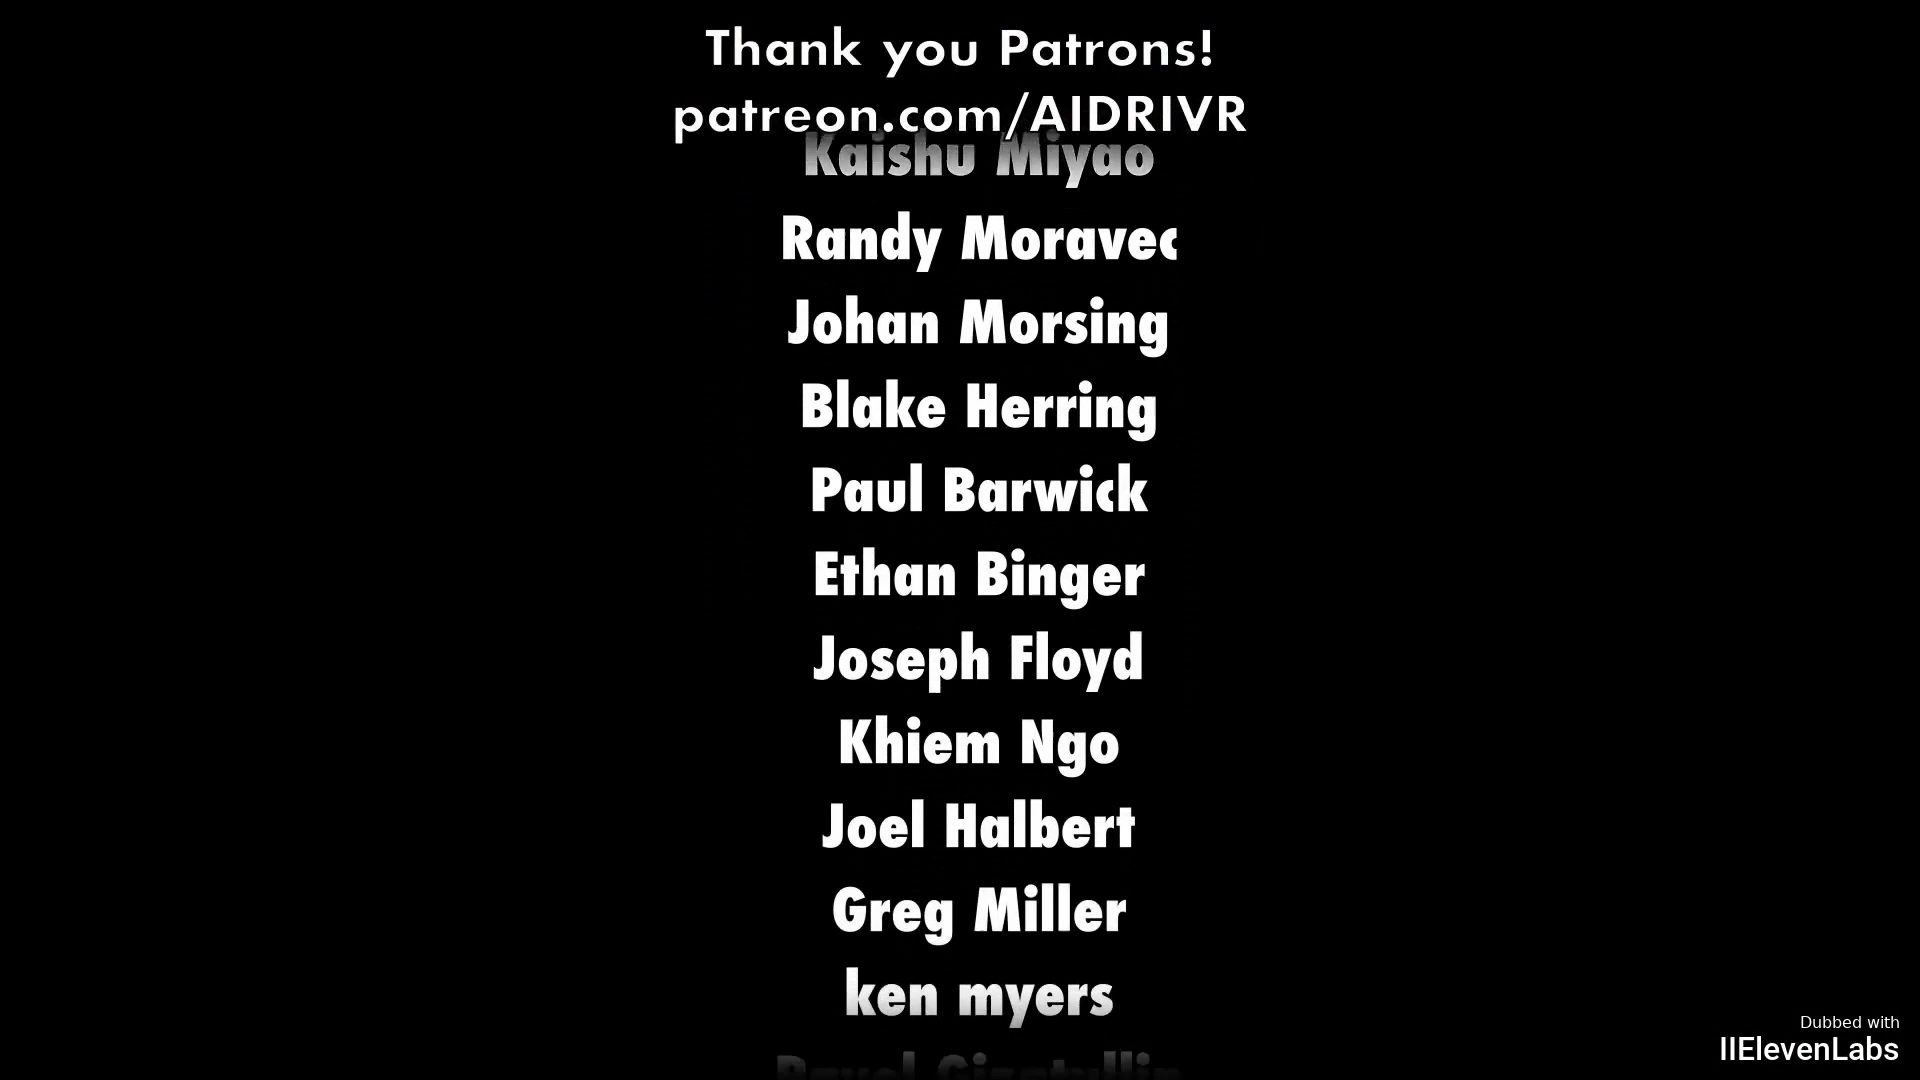 Thank you Patrons!
patreon.com/AIDRIVR
Kaishu Miyao
Randy Moravec
Johan Morsing
Blake Herring
Paul Barwick
Ethan Binger
Joseph Floyd
Khiem Ngo
Joel Halbert
Greg Miller
ken myers
Dubbed with
IIElevenLabs